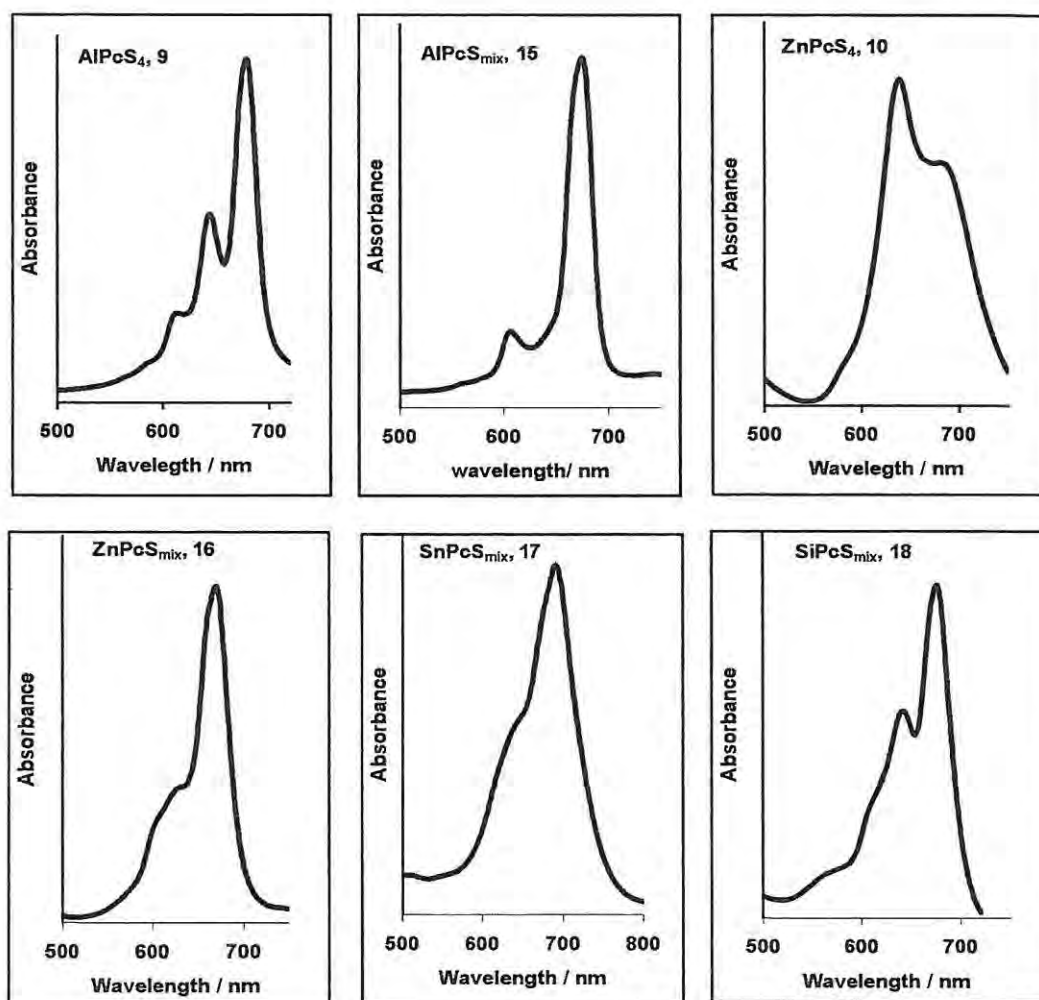 AlPcS4, 9
Absorbance
500 600 700
Wavelegth / nm
AlPcSmix, 15
Absorbance
500 600 700
wavelength/ nm
ZnPcS4, 10
Absorbance
500 600 700
Wavelegth / nm
ZnPcSmix, 16
Absorbance
500 600 700
Wavelength / nm
SnPcSmix, 17
Absorbance
500 600 700 800
Wavelength / nm
SiPcSmix, 18
Absorbance
500 600 700
Wavelength / nm